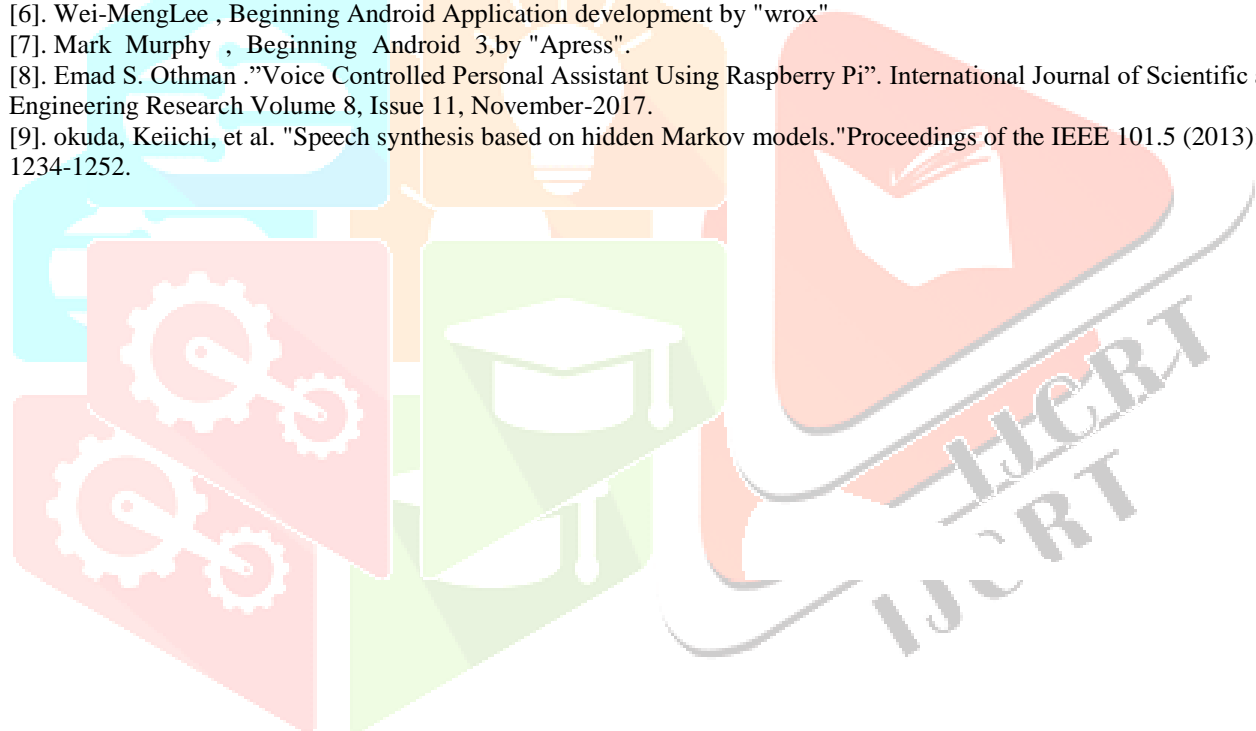 [6]. Wei-MengLee , Beginning Android Application development by "wrox"
[7]. Mark Murphy , Beginning Android 3,by "Apress".
[8]. Emad S. Othman .”Voice Controlled Personal Assistant Using Raspberry Pi”. International Journal of Scientific
Engineering Research Volume 8, Issue 11, November-2017.
[9]. okuda, Keiichi, et al. "Speech synthesis based on hidden Markov models."Proceedings of the IEEE 101.5 (2013)
1234-1252.
IJCRT
IJCRT